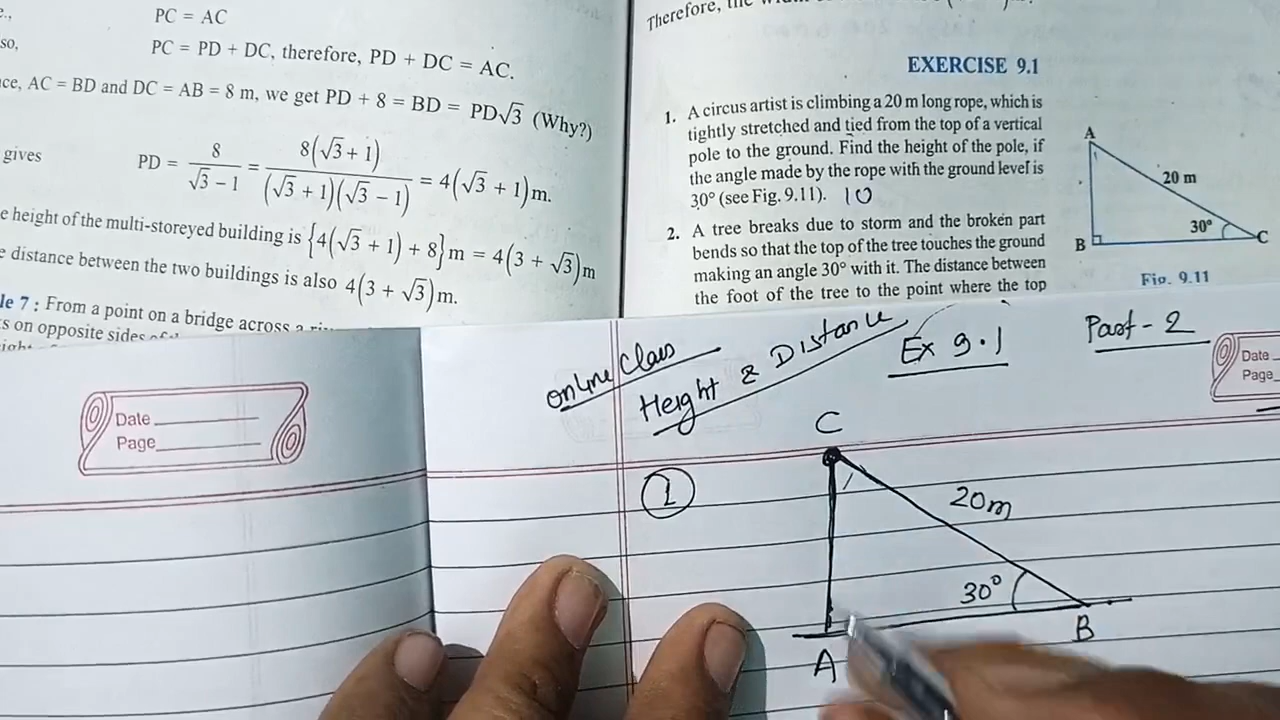 PC = AC
so,
PC = PD + DC, therefore, PD + DC = AC.
AC = BD and DC = AB = 8 m, we get PD + 8 = BD = PD√3 (Why?)
gives PD = 8/(√3 − 1) = 8(√3 + 1)/((√3 + 1)(√3 − 1)) = 4(√3 + 1)m.
height of the multi-storeyed building is {4(√3 + 1) + 8}m = 4(3 + √3)m
distance between the two buildings is also 4(3 + √3)m.
7 : From a point on a bridge across a
on opposite sides
Therefore, the
EXERCISE 9.1
1. A circus artist is climbing a 20 m long rope, which is
tightly stretched and tied from the top of a vertical
pole to the ground. Find the height of the pole, if
the angle made by the rope with the ground level is
30° (see Fig. 9.11). 10
2. A tree breaks due to storm and the broken part
bends so that the top of the tree touches the ground
making an angle 30° with it. The distance between
the foot of the tree to the point where the top
A
20 m
30°
B
C
Fig. 9.11
Date
Page
Online Class
Height & Distance
Ex 9.1
Part - 2
Date
Page
1
C
20m
30°
A
B